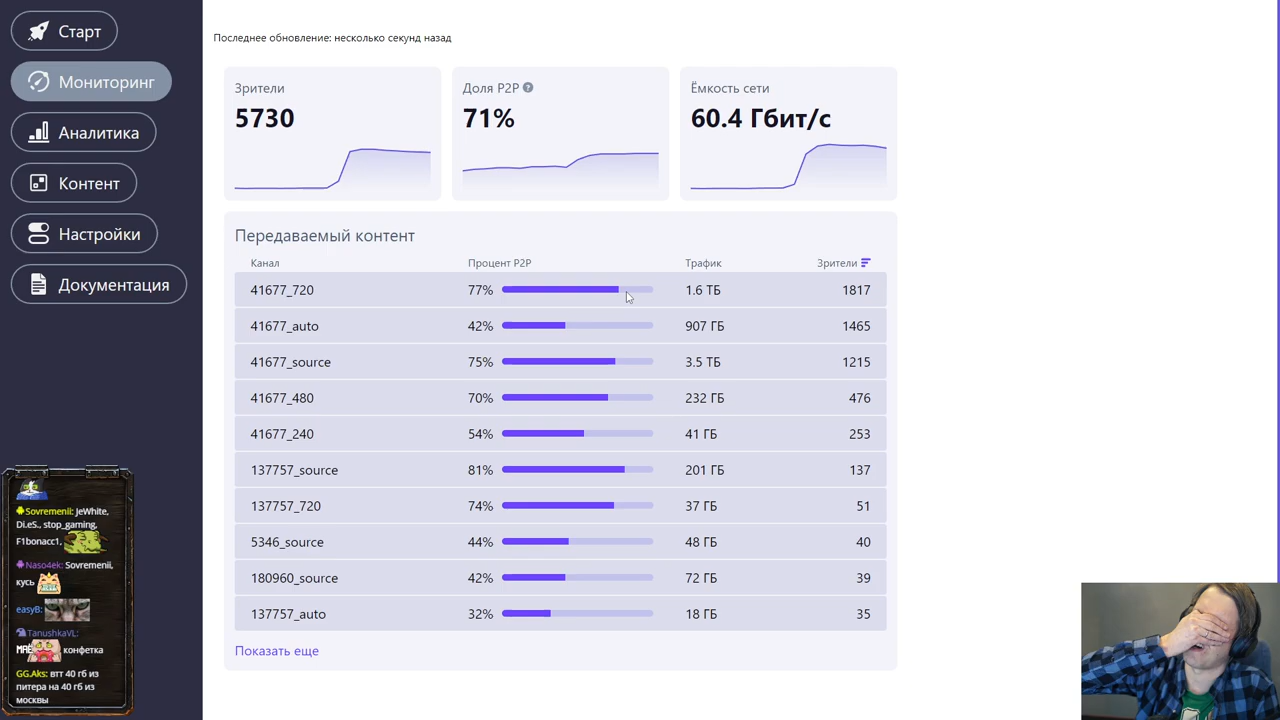 Старт
Мониторинг
Аналитика
Контент
Настройки
Документация
Последнее обновление: несколько секунд назад
Зрители
5730
Доля P2P ?
71%
Ёмкость сети
60.4 Гбит/с
Передаваемый контент
Канал Процент P2P Трафик Зрители
41677_720 77% 1.6 ТБ 1817
41677_auto 42% 907 ГБ 1465
41677_source 75% 3.5 ТБ 1215
41677_480 70% 232 ГБ 476
41677_240 54% 41 ГБ 253
137757_source 81% 201 ГБ 137
137757_720 74% 37 ГБ 51
5346_source 44% 48 ГБ 40
180960_source 42% 72 ГБ 39
137757_auto 32% 18 ГБ 35
Показать еще
Sovremenii: JeWhite,
Di.eS., stop_gaming,
F1bonacc1,
Naso4ek: Sovremenii,
кусь
easyB:
TanushkaVL:
конфетка
GG.Aks: втт 40 гб из
питера на 40 гб из
москвы